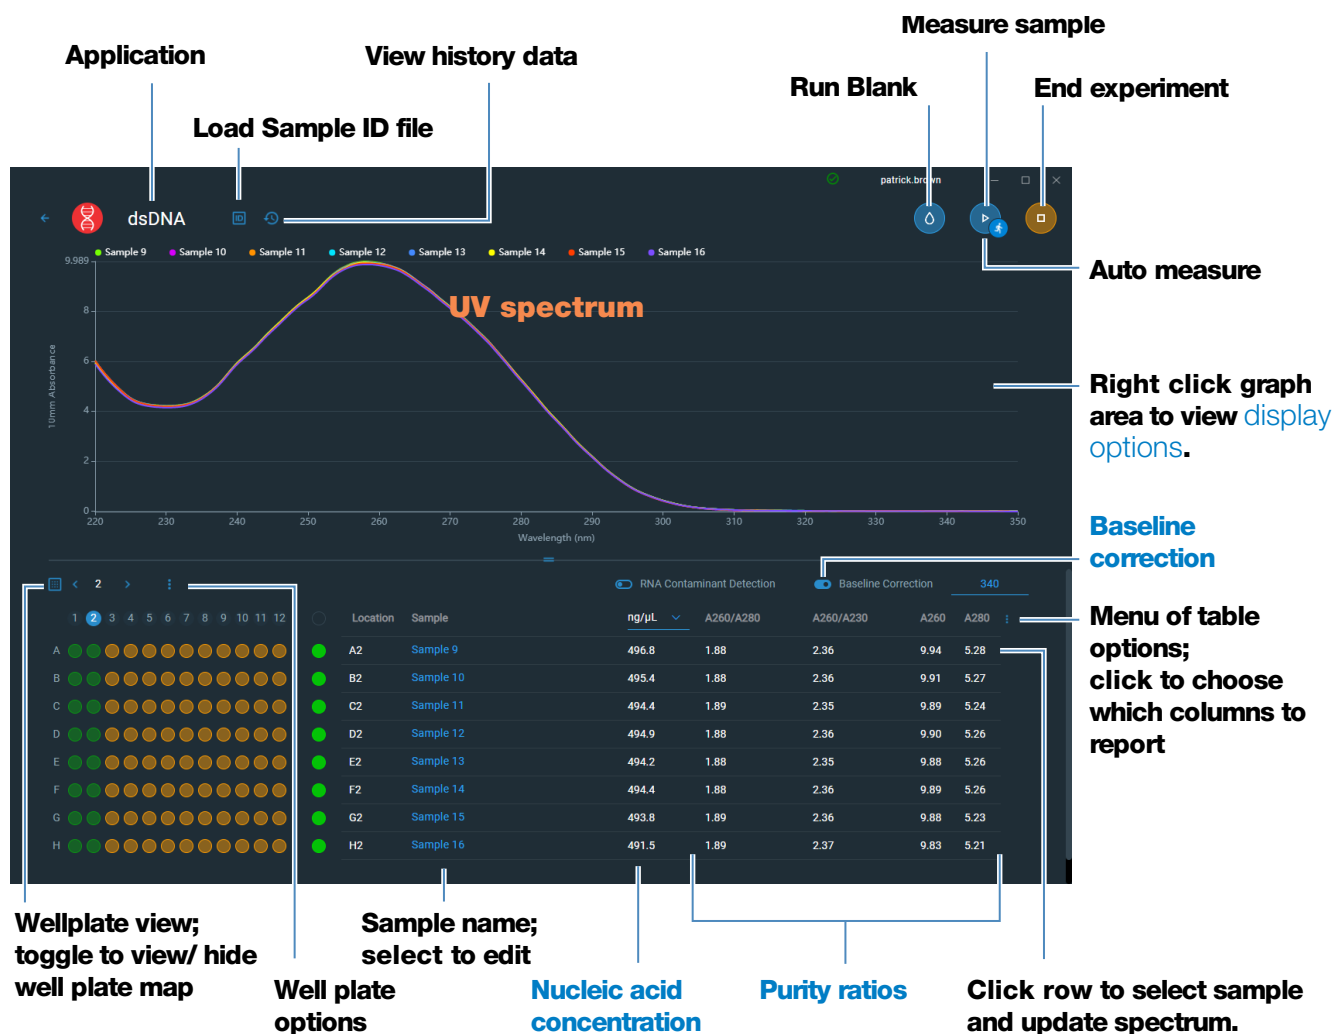 Measure sample
Application
View history data
Run Blank
End experiment
Load Sample ID file
patrick.brown
dsDNA
ID
Sample 9
Sample 10
Sample 11
Sample 12
Sample 13
Sample 14
Sample 15
Sample 16
9.989
8
6
4
2
0
10mm Absorbance
UV spectrum
220 230 240 250 260 270 280 290 300 310 320 330 340 350
Wavelength (nm)
Auto measure
Right click graph
area to view display
options.
Baseline
correction
2
RNA Contaminant Detection
Baseline Correction
340
1 2 3 4 5 6 7 8 9 10 11 12
Location Sample ng/µL A260/A280 A260/A230 A260 A280
A A2 Sample 9 496.8 1.88 2.36 9.94 5.28
B B2 Sample 10 495.4 1.88 2.36 9.91 5.27
C C2 Sample 11 494.4 1.89 2.35 9.89 5.24
D D2 Sample 12 494.9 1.88 2.36 9.90 5.26
E E2 Sample 13 494.2 1.88 2.35 9.88 5.26
F F2 Sample 14 494.4 1.88 2.36 9.89 5.26
G G2 Sample 15 493.8 1.89 2.36 9.88 5.23
H H2 Sample 16 491.5 1.89 2.37 9.83 5.21
Menu of table
options;
click to choose
which columns to
report
Wellplate view;
toggle to view/ hide
well plate map
Well plate
options
Sample name;
select to edit
Nucleic acid
concentration
Purity ratios
Click row to select sample
and update spectrum.